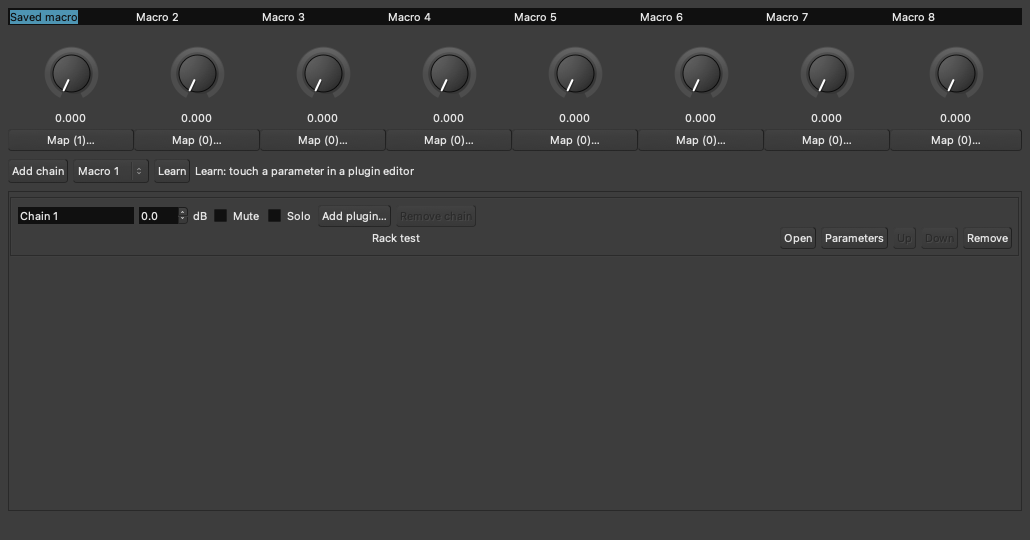 Saved macro Macro 2 Macro 3 Macro 4 Macro 5 Macro 6 Macro 7 Macro 8
0.000 0.000 0.000 0.000 0.000 0.000 0.000 0.000
Map (1)... Map (0)... Map (0)... Map (0)... Map (0)... Map (0)... Map (0)... Map (0)...
Add chain Macro 1 Learn Learn: touch a parameter in a plugin editor
Chain 1 0.0 dB Mute Solo Add plugin... Remove chain
Rack test Open Parameters Up Down Remove